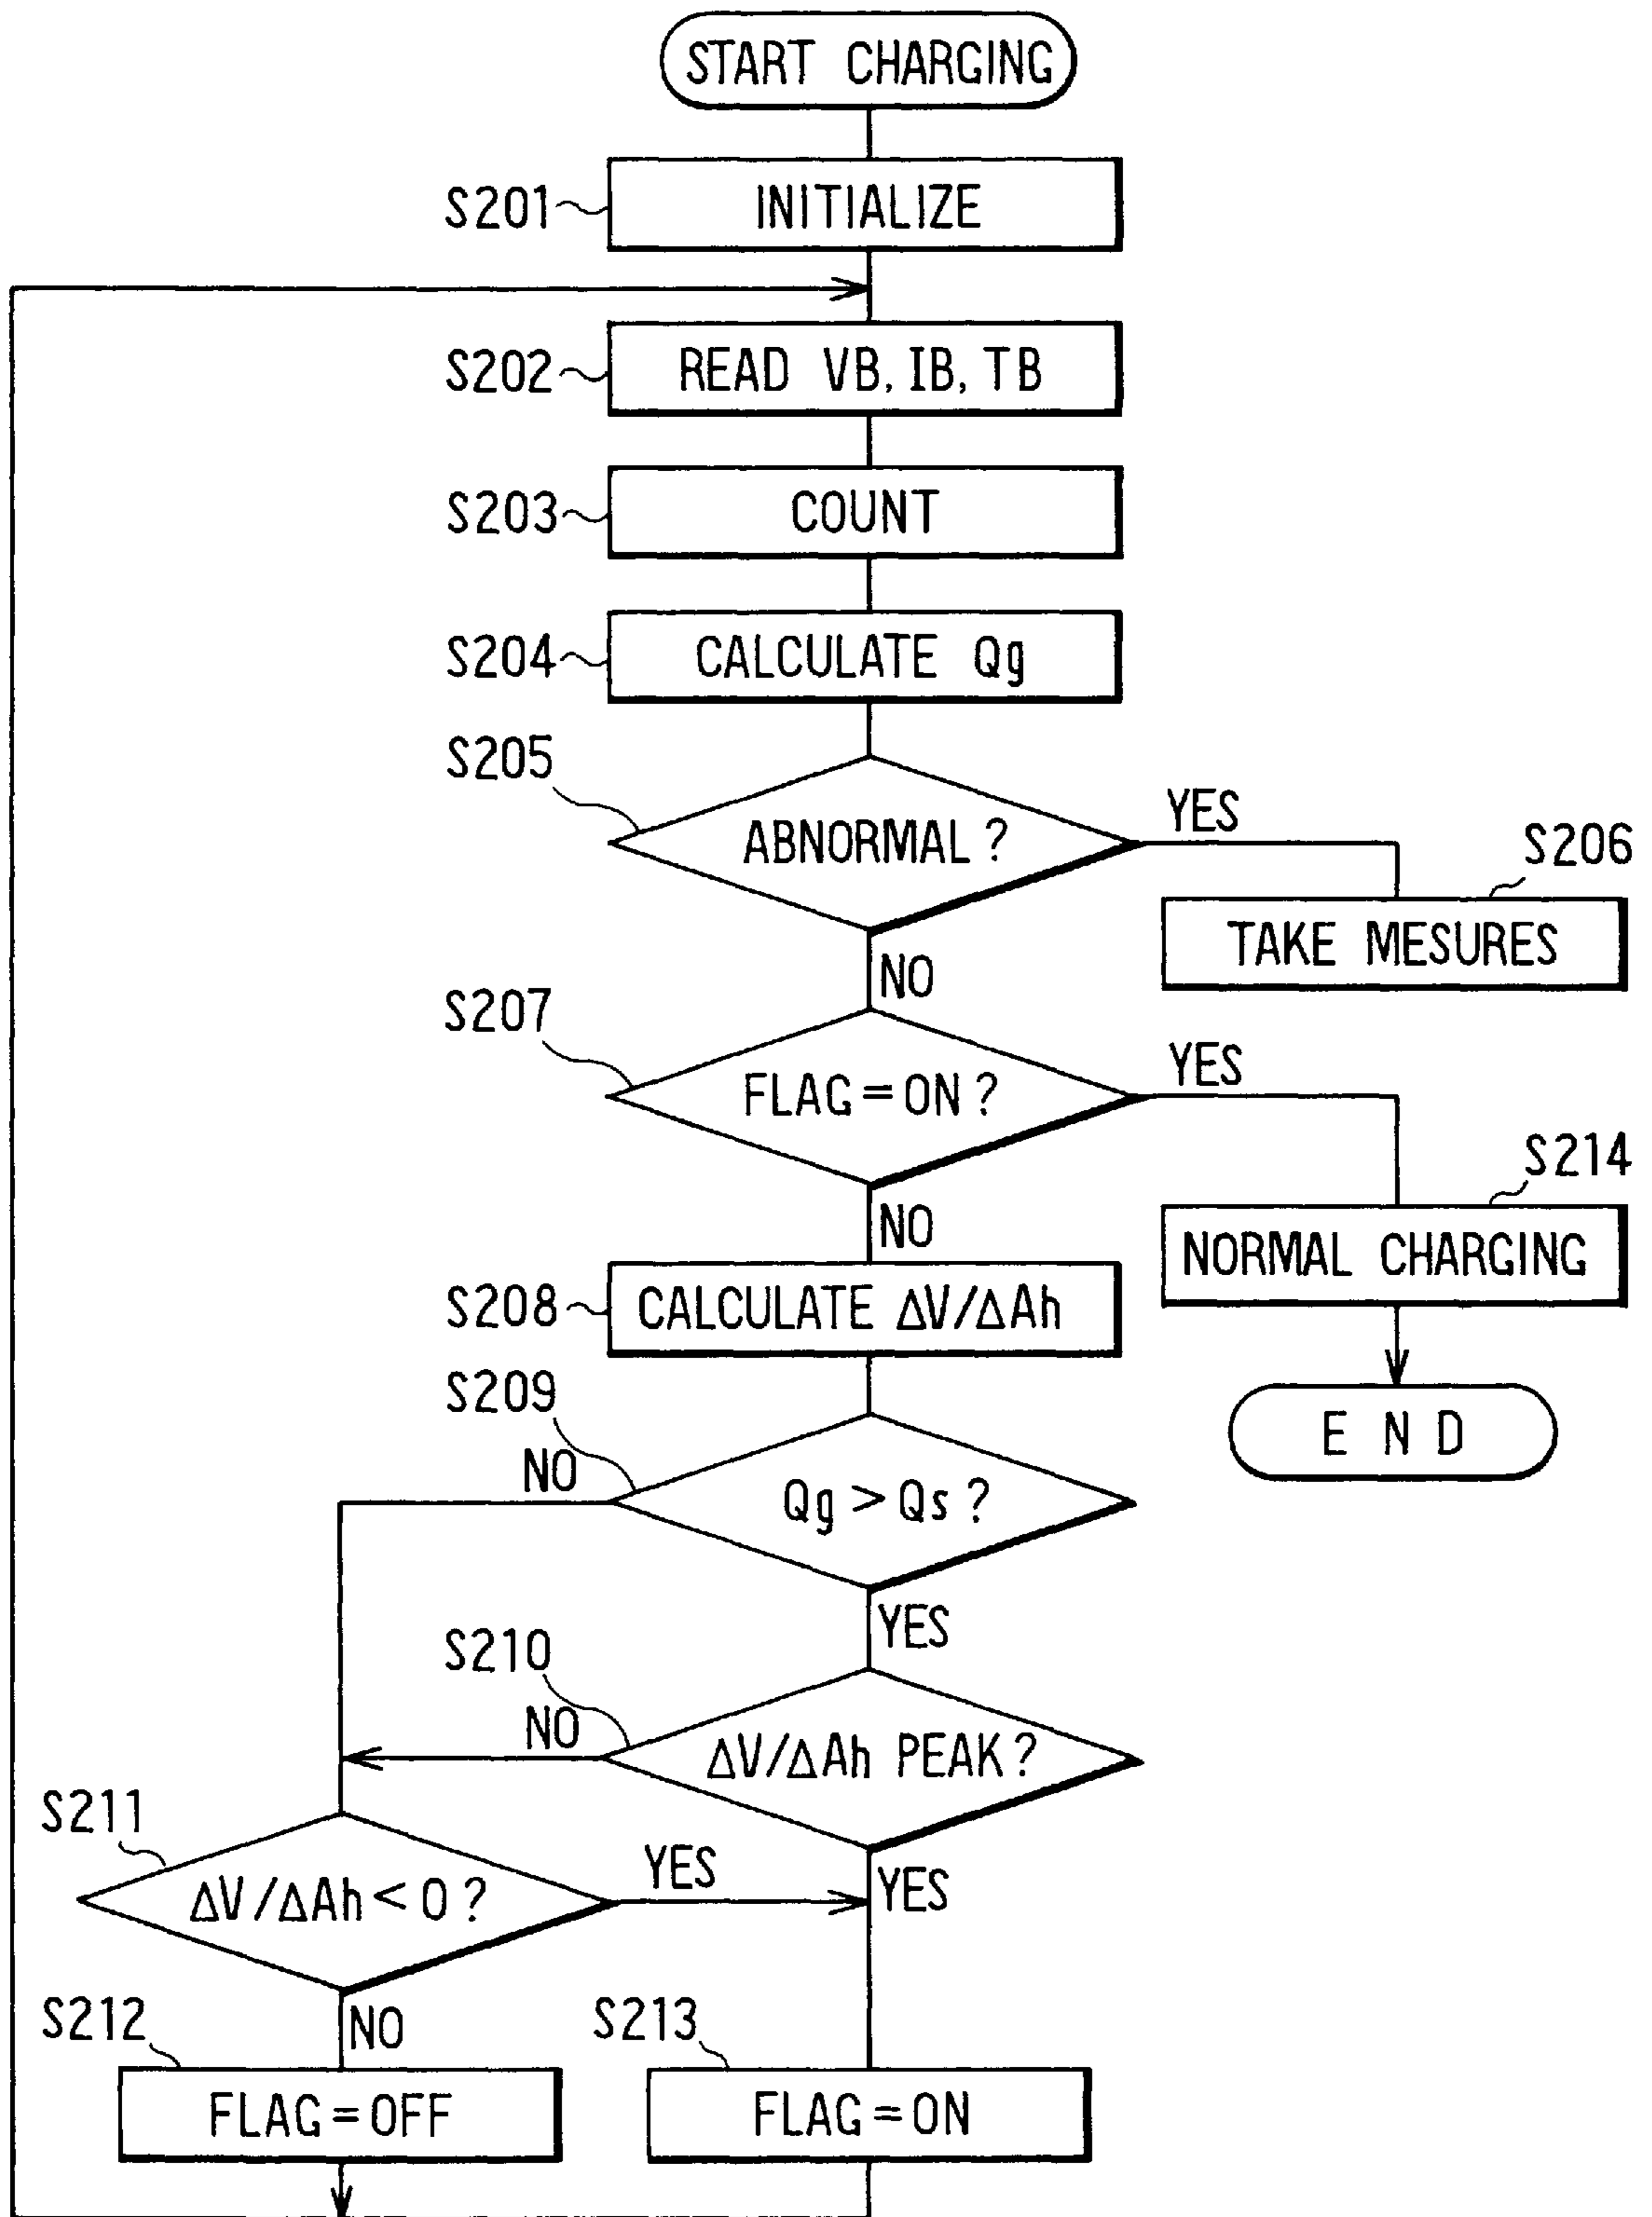 START CHARGING
S201
INITIALIZE
S202
READ VB, IB, TB
S203
COUNT
S204
CALCULATE Qg
S205
ABNORMAL?
YES
S206
TAKE MESURES
NO
S207
FLAG=ON?
YES
S214
NORMAL CHARGING
NO
S208
CALCULATE ΔV/ΔAh
E N D
S209
NO
Qg > Qs?
YES
S210
NO
ΔV/ΔAh PEAK?
S211
ΔV/ΔAh<0?
YES
YES
S212
NO
S213
FLAG=OFF
FLAG=ON